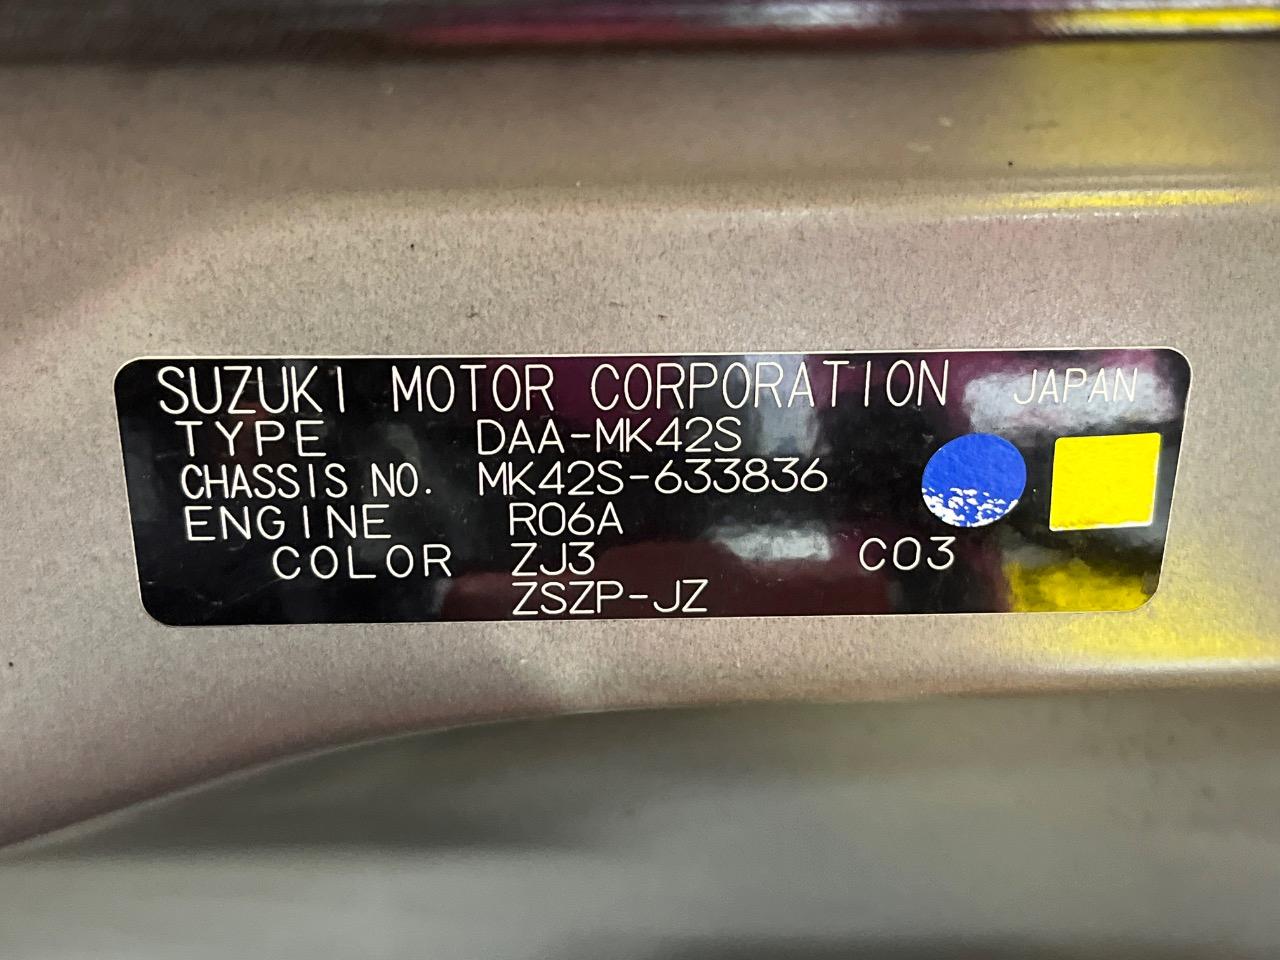 SUZUKI MOTOR CORPORATION JAPAN
TYPE DAA-MK42S
CHASSIS NO. MK42S-633836
ENGINE R06A
COLOR ZJ3 C03
ZSZP-JZ